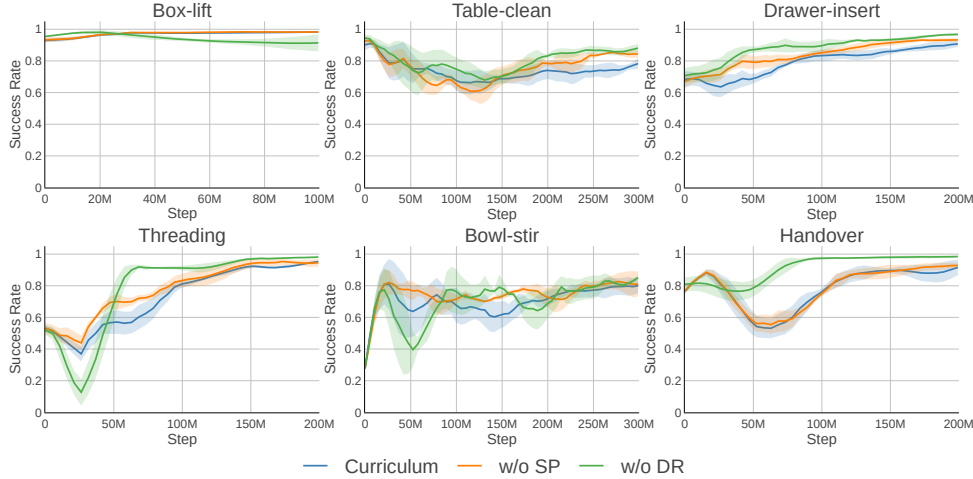 Box-lift
Table-clean
Drawer-insert
Success Rate
1
0.8
0.6
0.4
0.2
0
0
20M
40M
60M
80M
100M
Step
Success Rate
1
0.8
0.6
0.4
0.2
0
0
50M
100M
150M
200M
250M
300M
Step
Success Rate
1
0.8
0.6
0.4
0.2
0
0
50M
100M
150M
200M
Step
Threading
Bowl-stir
Handover
Success Rate
1
0.8
0.6
0.4
0.2
0
0
50M
100M
150M
200M
Step
Success Rate
1
0.8
0.6
0.4
0.2
0
0
50M
100M
150M
200M
250M
300M
Step
Success Rate
1
0.8
0.6
0.4
0.2
0
0
50M
100M
150M
200M
Step
Curriculum
w/o SP
w/o DR